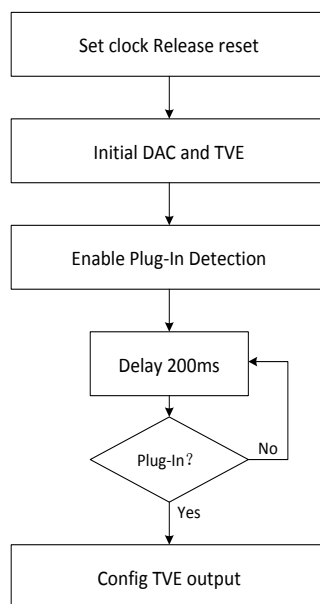 Set clock Release reset
Initial DAC and TVE
Enable Plug-In Detection
Delay 200ms
Plug-In？
No
Yes
Config TVE output